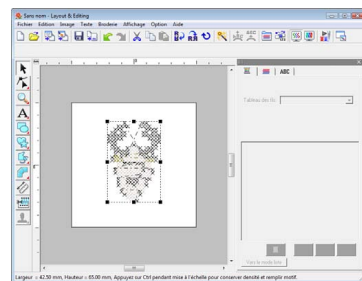 Sans nom - Layout & Editing
Fichier Edition Image Texte Broderie Affichage Option Aide
ABC
Tableau des fils
Vers le mode luxe
Largeur = 42.50 mm, Hauteur = 65.00 mm, Appuyez sur Ctrl pendant mise à l'échelle pour conserver densité et remplir motif.